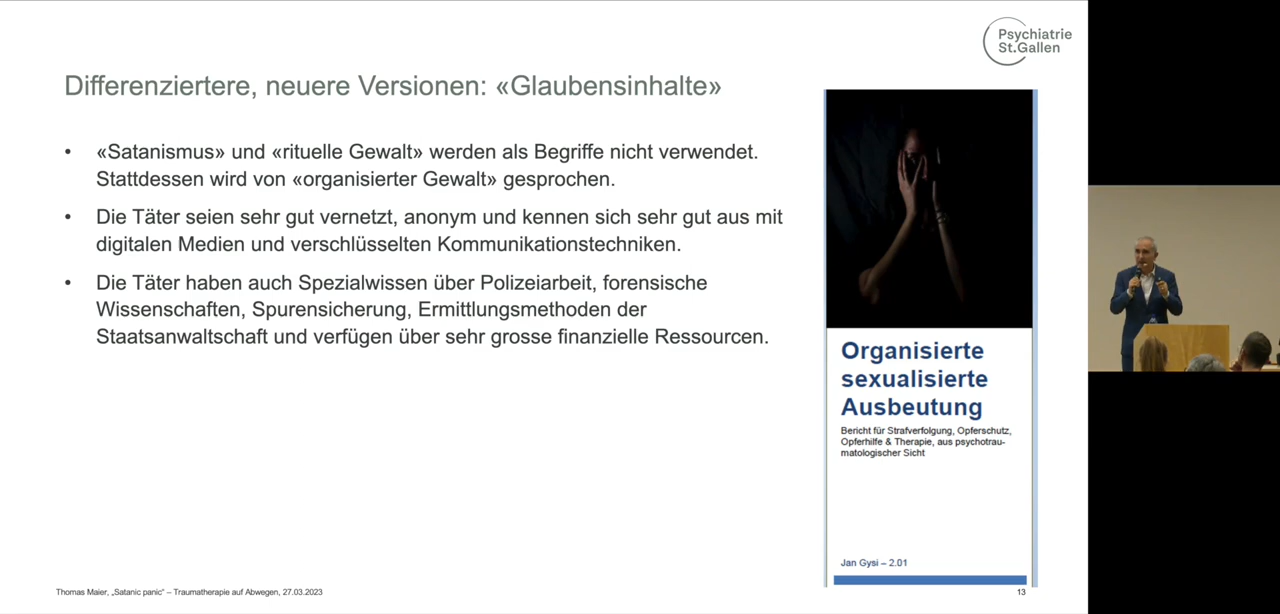 Psychiatrie
St.Gallen
Differenziertere, neuere Versionen: «Glaubensinhalte»
• «Satanismus» und «rituelle Gewalt» werden als Begriffe nicht verwendet.
Stattdessen wird von «organisierter Gewalt» gesprochen.
• Die Täter seien sehr gut vernetzt, anonym und kennen sich sehr gut aus mit
digitalen Medien und verschlüsselten Kommunikationstechniken.
• Die Täter haben auch Spezialwissen über Polizeiarbeit, forensische
Wissenschaften, Spurensicherung, Ermittlungsmethoden der
Staatsanwaltschaft und verfügen über sehr grosse finanzielle Ressourcen.
Organisierte
sexualisierte
Ausbeutung
Bericht für Strafverfolgung, Opferschutz,
Opferhilfe & Therapie, aus psychotrau-
matologischer Sicht
Jan Gysi – 2.01
Thomas Maier, „Satanic panic“ – Traumatherapie auf Abwegen, 27.03.2023
13